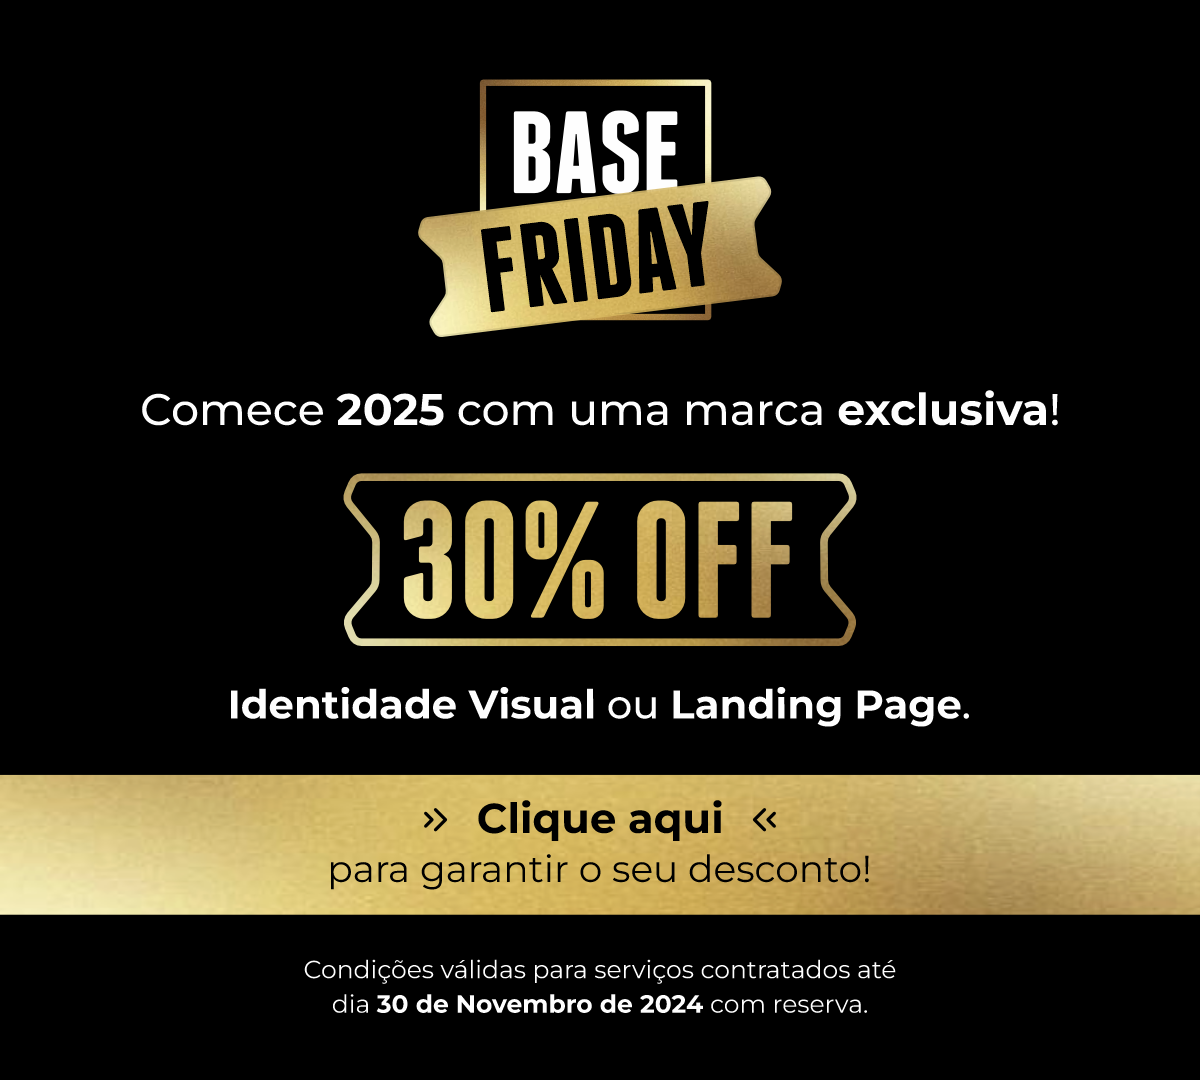 BASE
FRIDAY
Comece 2025 com uma marca exclusiva!
30% OFF
Identidade Visual ou Landing Page.
» Clique aqui «
para garantir o seu desconto!
Condições válidas para serviços contratados até
dia 30 de Novembro de 2024 com reserva.